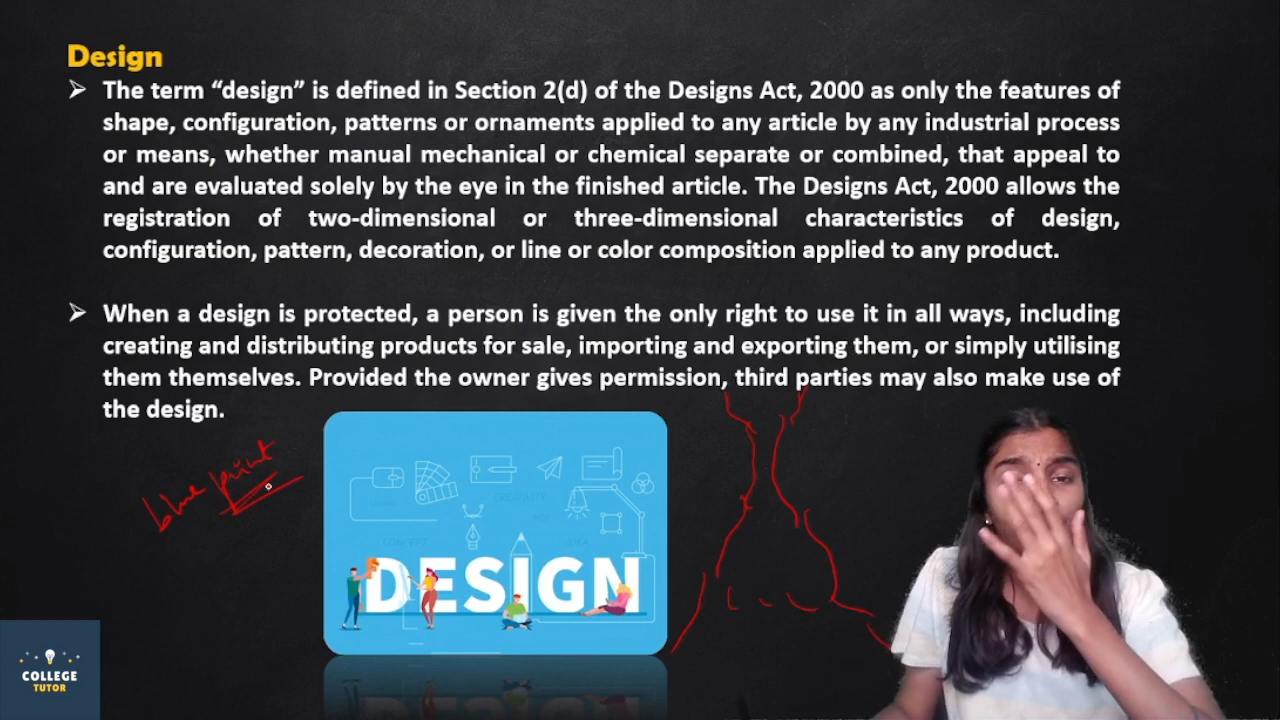 Design
➢ The term “design” is defined in Section 2(d) of the Designs Act, 2000 as only the features of
shape, configuration, patterns or ornaments applied to any article by any industrial process
or means, whether manual mechanical or chemical separate or combined, that appeal to
and are evaluated solely by the eye in the finished article. The Designs Act, 2000 allows the
registration of two-dimensional or three-dimensional characteristics of design,
configuration, pattern, decoration, or line or color composition applied to any product.
➢ When a design is protected, a person is given the only right to use it in all ways, including
creating and distributing products for sale, importing and exporting them, or simply utilising
them themselves. Provided the owner gives permission, third parties may also make use of
the design.
blue print
CREATIVITY
CONCEPT
IDEA
DESIGN
COLLEGE
TUTOR